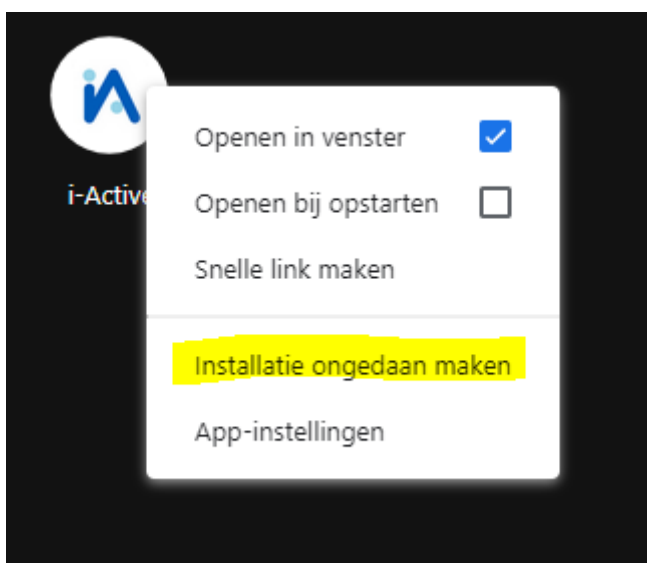 Openen in venster
i-Active
Openen bij opstarten
Snelle link maken
Installatie ongedaan maken
App-instellingen